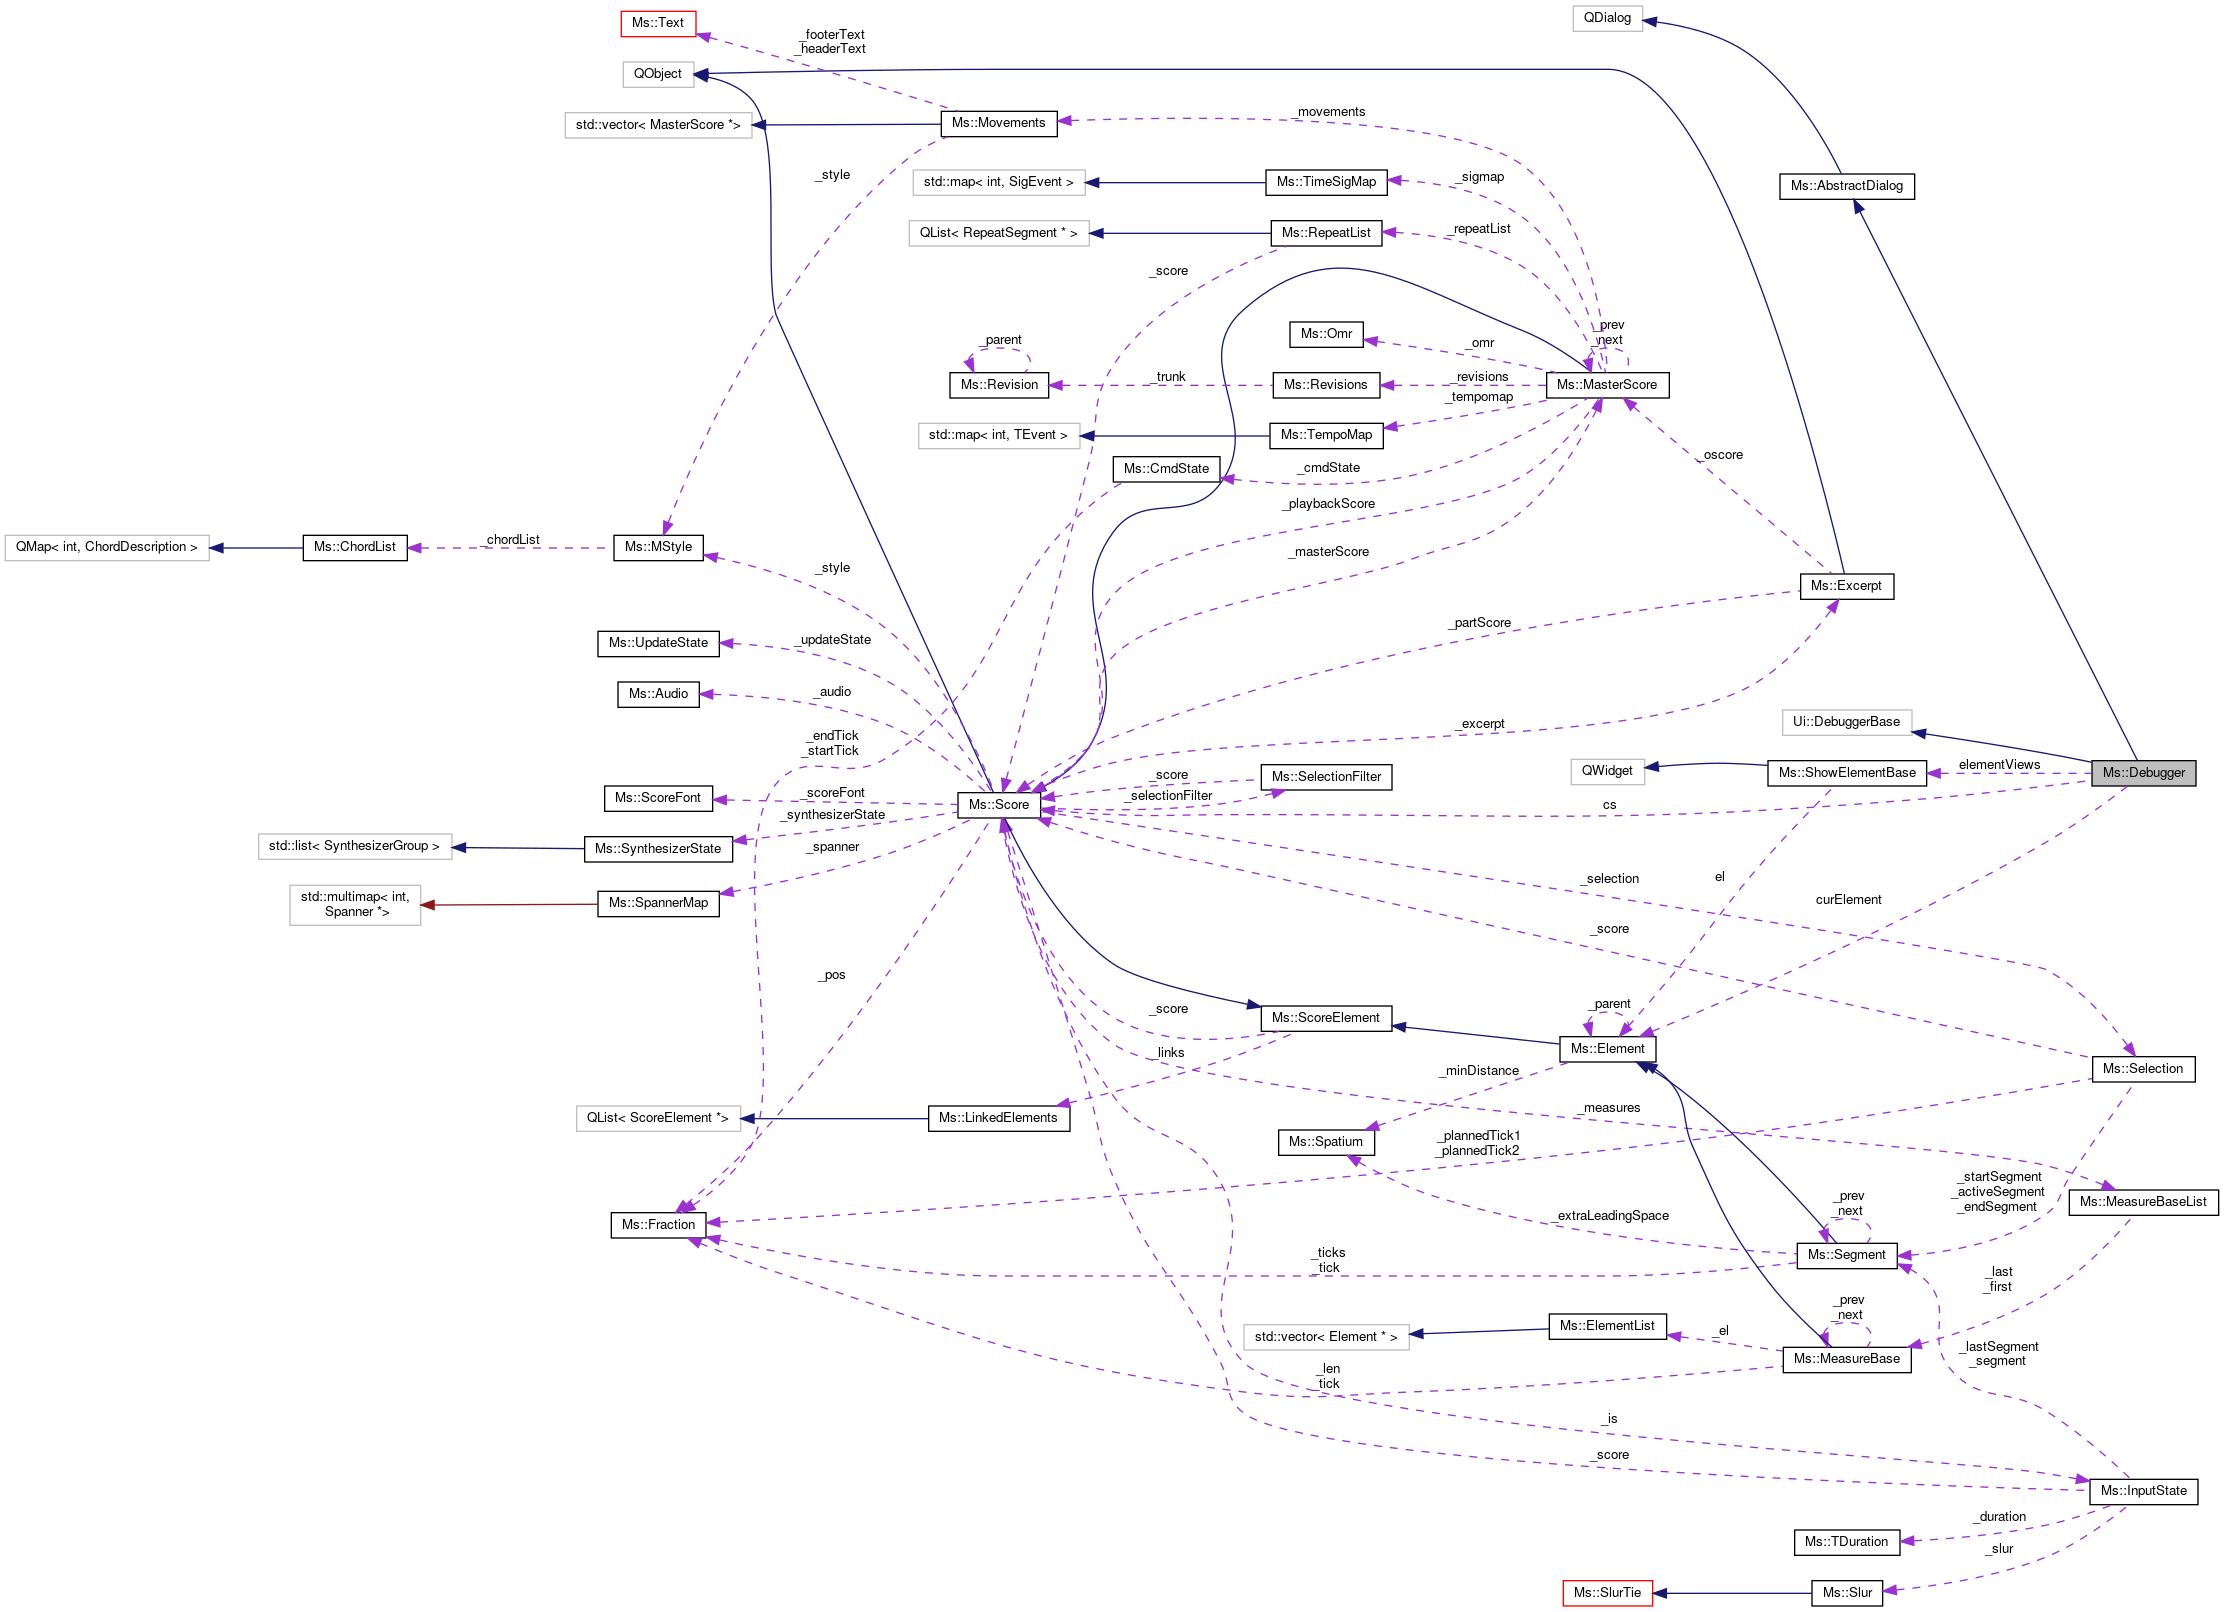 QDialog
Ms::Text
_footerText
_headerText
QObject
std::vector< MasterScore *>
Ms::Movements
_movements
_style
std::map< int, SigEvent >
Ms::TimeSigMap
_sigmap
Ms::AbstractDialog
QList< RepeatSegment * >
Ms::RepeatList
_repeatList
_score
Ms::Omr
_omr
_prev
_next
_parent
Ms::Revision
_trunk
Ms::Revisions
_revisions
Ms::MasterScore
_tempomap
std::map< int, TEvent >
Ms::TempoMap
Ms::CmdState
_cmdState
_oscore
_playbackScore
QMap< int, ChordDescription >
Ms::ChordList
_chordList
Ms::MStyle
_masterScore
_style
Ms::Excerpt
_partScore
Ms::UpdateState
_updateState
Ms::Audio
_audio
_excerpt
Ui::DebuggerBase
_endTick
_startTick
QWidget
Ms::ShowElementBase
elementViews
Ms::Debugger
_score
Ms::SelectionFilter
_selectionFilter
Ms::ScoreFont
_scoreFont
Ms::Score
cs
_synthesizerState
std::list< SynthesizerGroup >
Ms::SynthesizerState
_spanner
std::multimap< int,
Spanner *>
Ms::SpannerMap
_selection
el
curElement
_score
_pos
_score
Ms::ScoreElement
_parent
Ms::Element
_links
_minDistance
Ms::Selection
QList< ScoreElement *>
Ms::LinkedElements
_measures
Ms::Spatium
_plannedTick1
_plannedTick2
_startSegment
_activeSegment
_endSegment
Ms::MeasureBaseList
_prev
_next
Ms::Fraction
_extraLeadingSpace
Ms::Segment
_ticks
_tick
_last
_first
_prev
_next
std::vector< Element * >
Ms::ElementList
_el
Ms::MeasureBase
_lastSegment
_segment
_len
_tick
_is
_score
Ms::InputState
_duration
Ms::TDuration
_slur
Ms::SlurTie
Ms::Slur